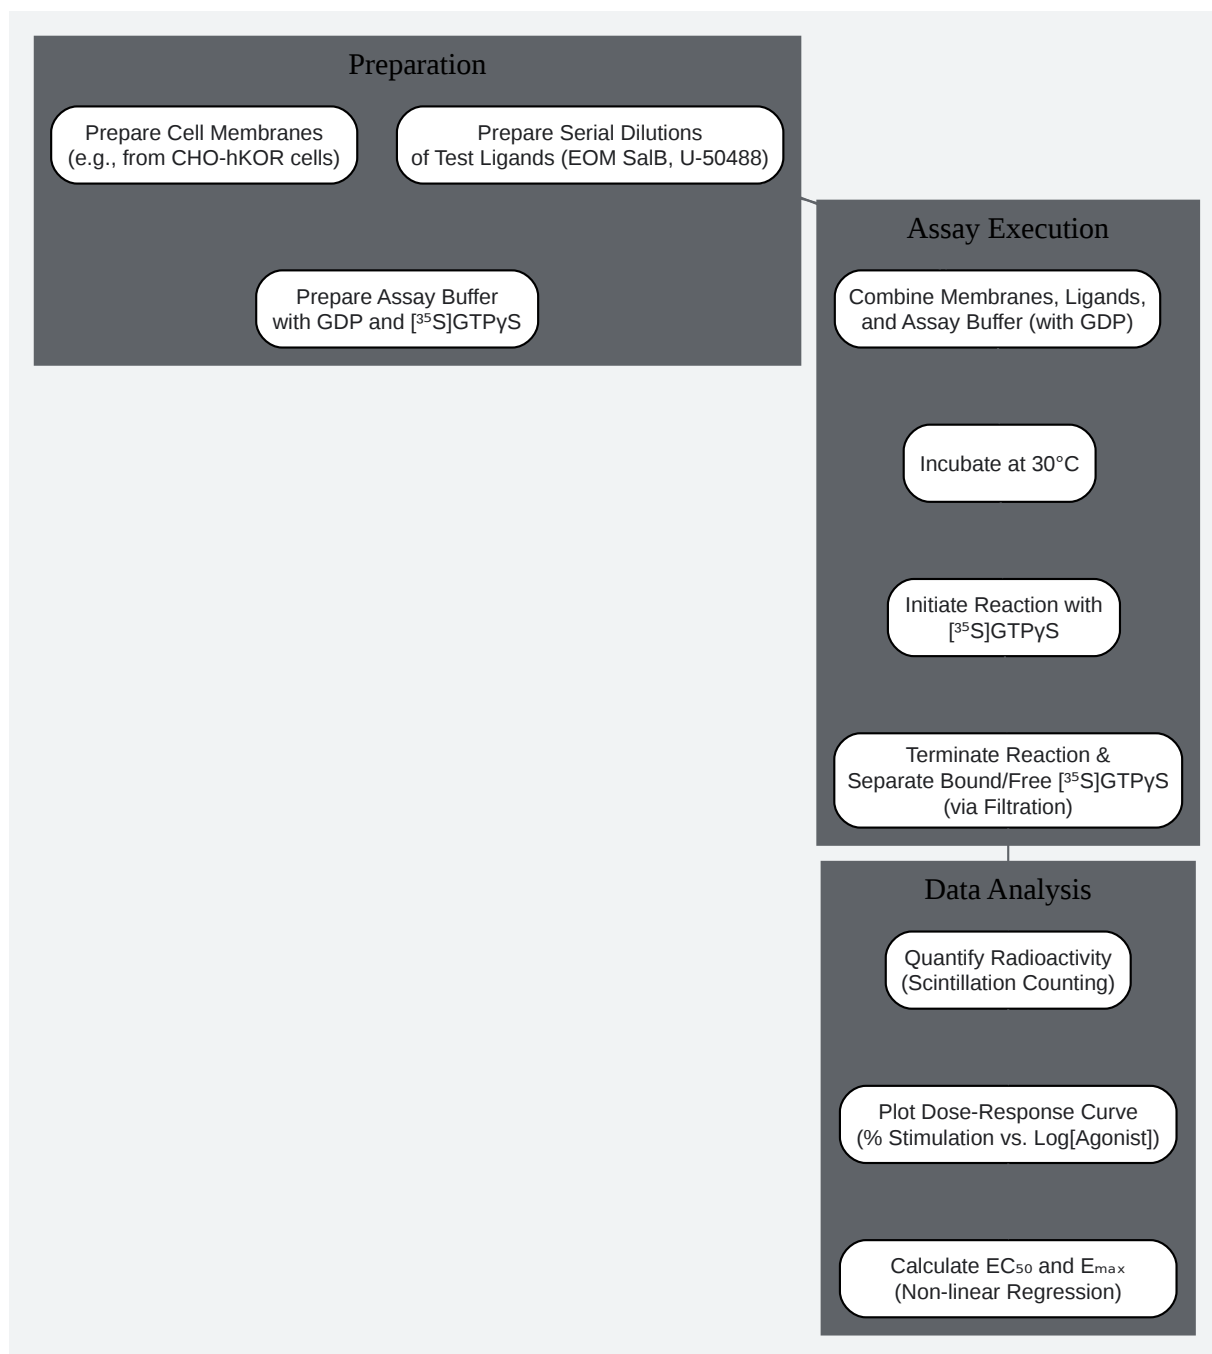 Preparation
Prepare Cell Membranes
(e.g., from CHO-hKOR cells)
Prepare Serial Dilutions
of Test Ligands (EOM SalB, U-50488)
Prepare Assay Buffer
with GDP and [³⁵S]GTPγS
Assay Execution
Combine Membranes, Ligands,
and Assay Buffer (with GDP)
Incubate at 30°C
Initiate Reaction with
[³⁵S]GTPγS
Terminate Reaction &
Separate Bound/Free [³⁵S]GTPγS
(via Filtration)
Data Analysis
Quantify Radioactivity
(Scintillation Counting)
Plot Dose-Response Curve
(% Stimulation vs. Log[Agonist])
Calculate EC₅₀ and Eₘₐₓ
(Non-linear Regression)